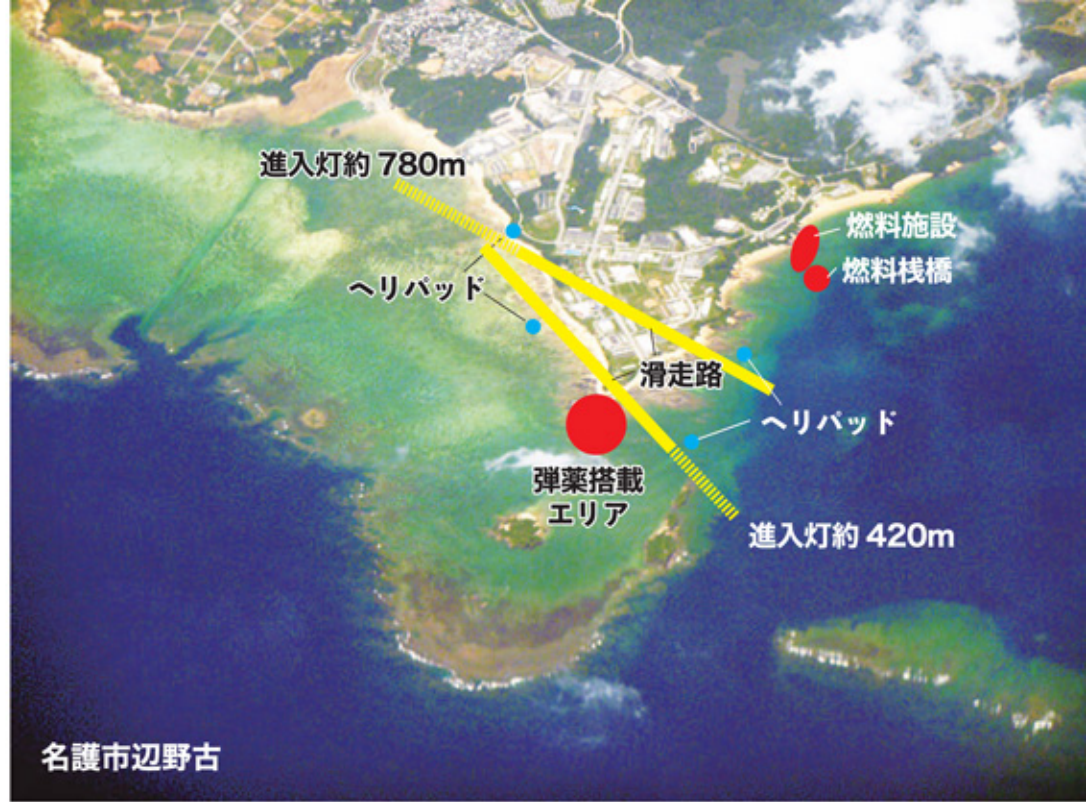 進入灯約 780m
燃料施設
燃料桟橋
ヘリパッド
滑走路
ヘリパッド
弾薬搭載
エリア
進入灯約 420m
名護市辺野古